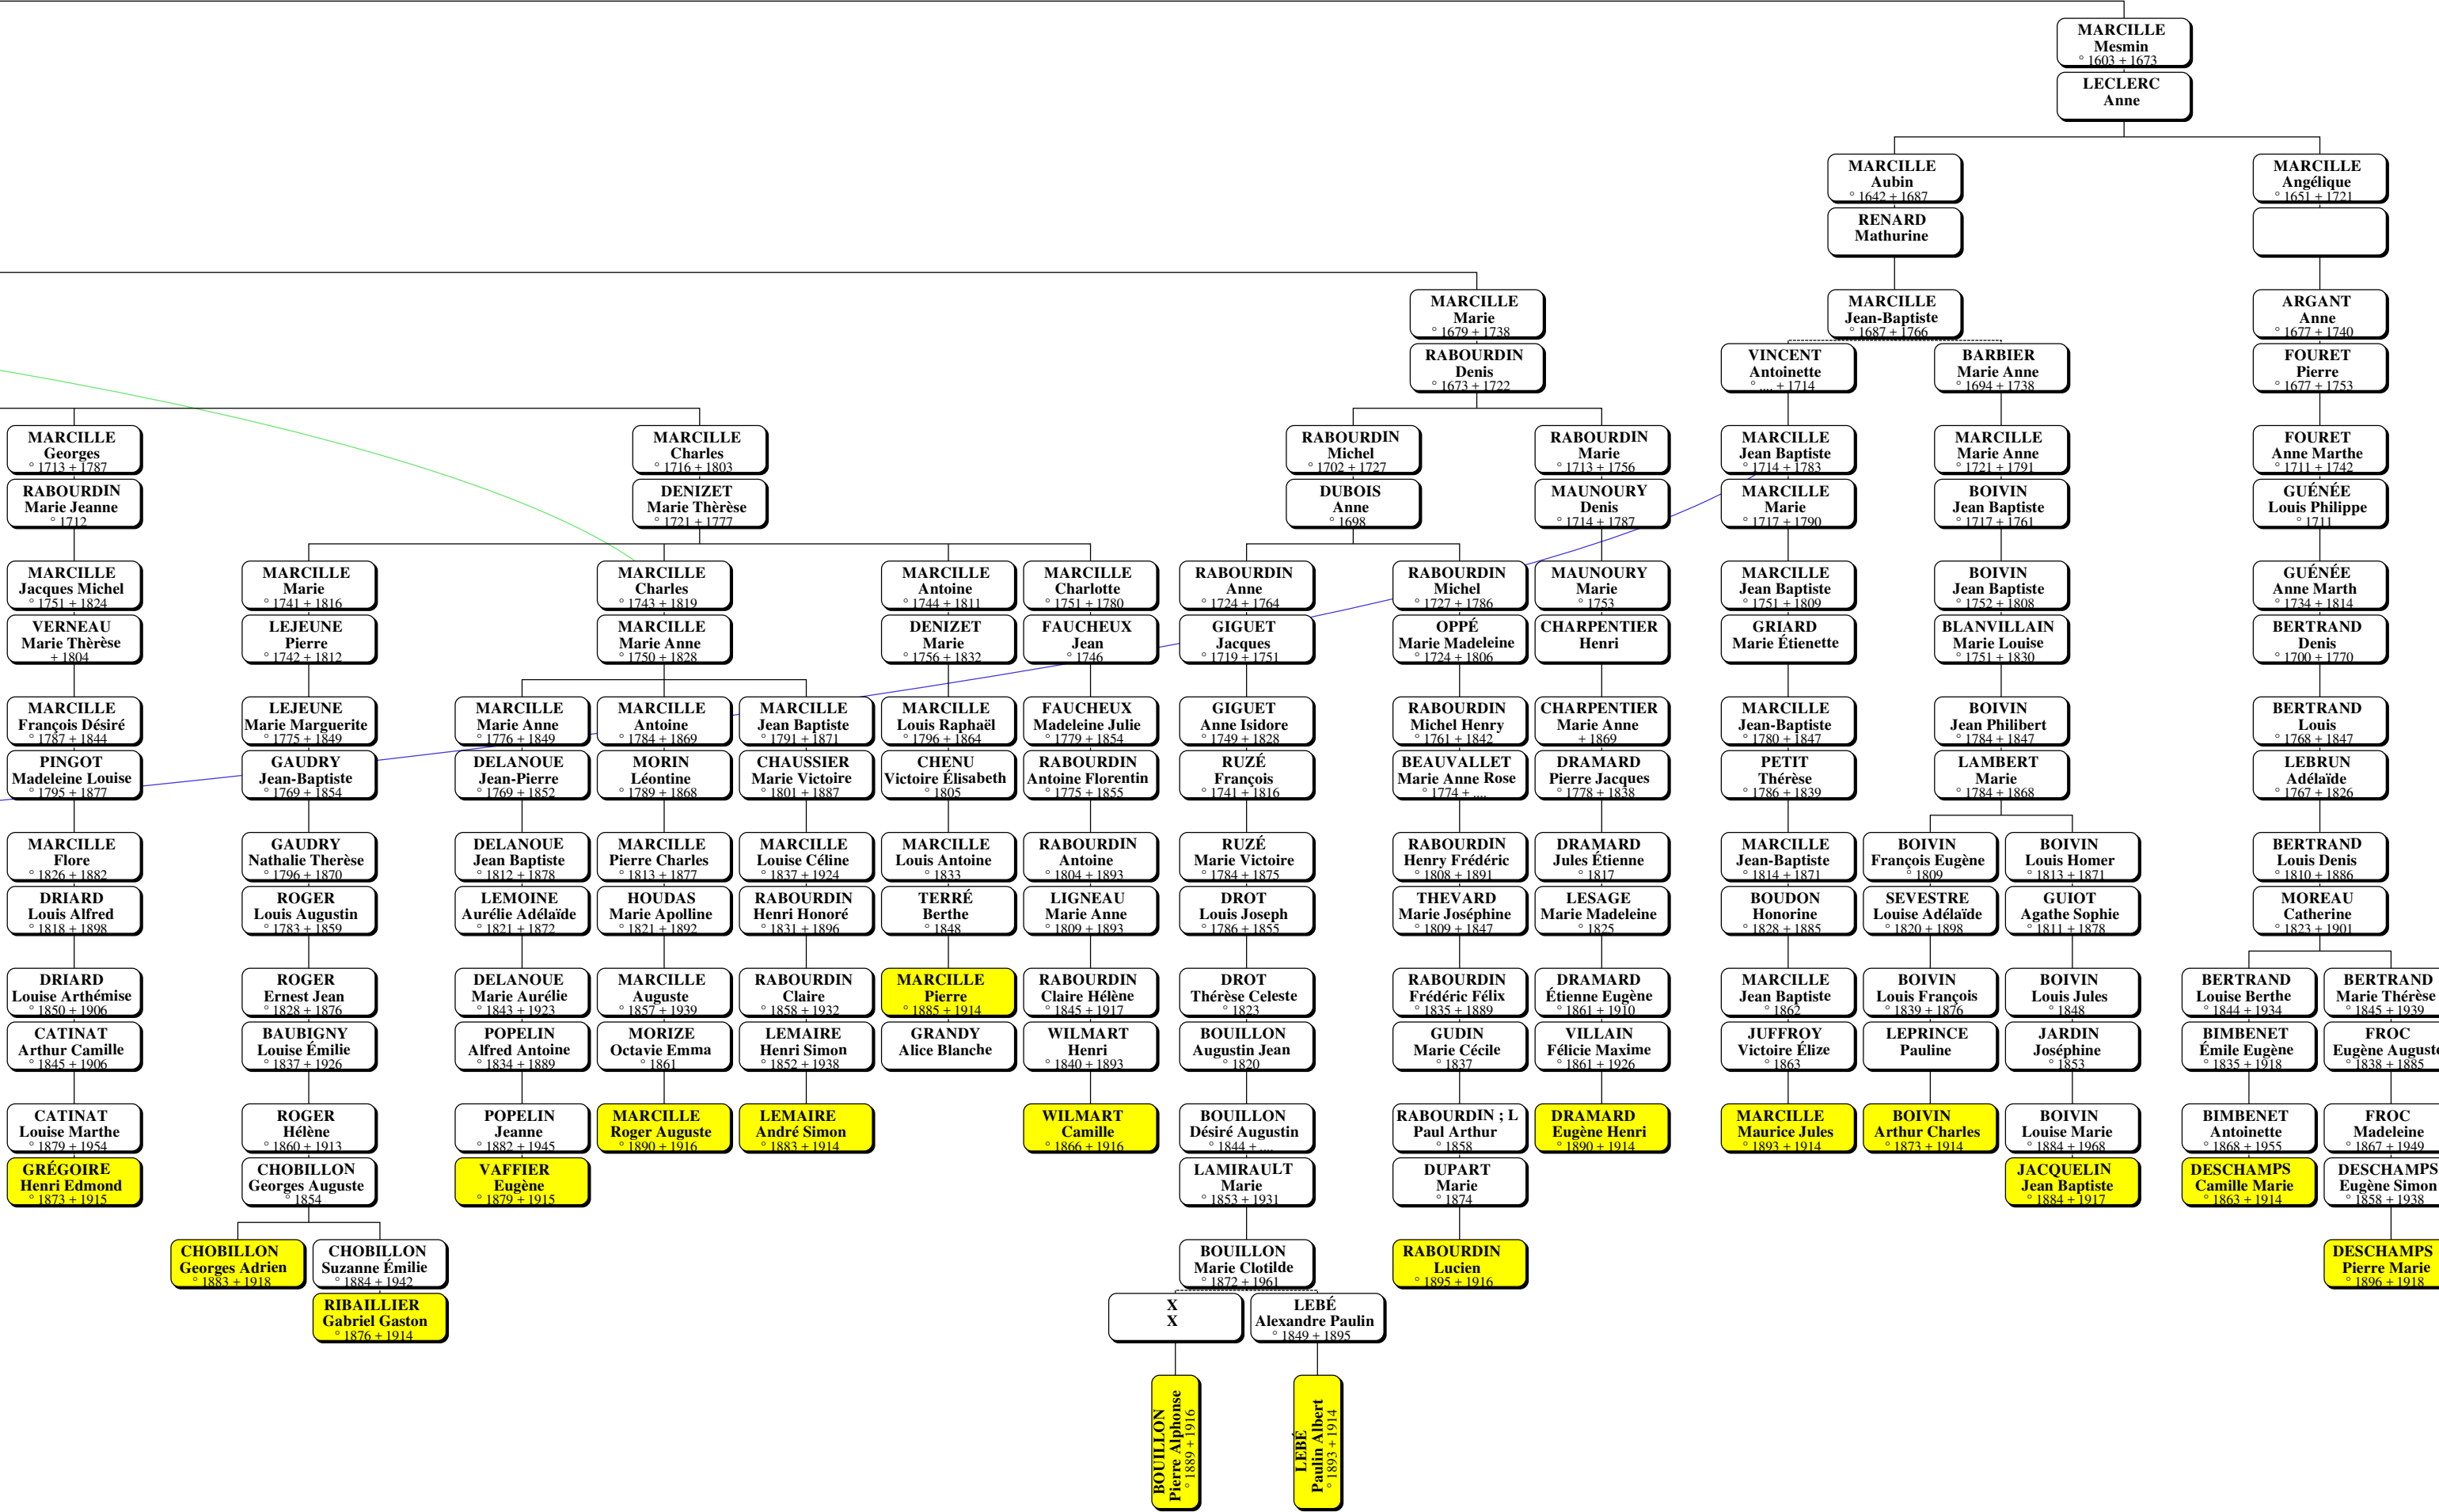 MARCILLE
Mesmin
° 1603 + 1673
LECLERC
Anne
MARCILLE
Aubin
° 1642 + 1687
MARCILLE
Angélique
° 1651 + 1721
RENARD
Mathurine
MARCILLE
Marie
° 1679 + 1738
MARCILLE
Jean-Baptiste
° 1687 + 1766
ARGANT
Anne
° 1677 + 1740
RABOURDIN
Denis
° 1673 + 1722
VINCENT
Antoinette
° .... + 1714
BARBIER
Marie Anne
° 1694 + 1738
FOURET
Pierre
° 1677 + 1753
MARCILLE
Georges
° 1713 + 1787
MARCILLE
Charles
° 1716 + 1803
RABOURDIN
Michel
° 1702 + 1727
RABOURDIN
Marie
° 1713 + 1756
MARCILLE
Jean Baptiste
° 1714 + 1783
MARCILLE
Marie Anne
° 1721 + 1791
FOURET
Anne Marthe
° 1711 + 1742
RABOURDIN
Marie Jeanne
° 1712
DENIZET
Marie Thèrèse
° 1721 + 1777
DUBOIS
Anne
° 1698
MAUNOURY
Denis
° 1714 + 1787
MARCILLE
Marie
° 1717 + 1790
BOIVIN
Jean Baptiste
° 1717 + 1761
GUÉNÉE
Louis Philippe
° 1711
MARCILLE
Jacques Michel
° 1751 + 1824
MARCILLE
Marie
° 1741 + 1816
MARCILLE
Charles
° 1743 + 1819
MARCILLE
Antoine
° 1744 + 1811
MARCILLE
Charlotte
° 1751 + 1780
RABOURDIN
Anne
° 1724 + 1764
RABOURDIN
Michel
° 1727 + 1786
MAUNOURY
Marie
° 1753
MARCILLE
Jean Baptiste
° 1751 + 1809
BOIVIN
Jean Baptiste
° 1752 + 1808
GUÉNÉE
Anne Marth
° 1734 + 1814
VERNEAU
Marie Thèrèse
+ 1804
LEJEUNE
Pierre
° 1742 + 1812
MARCILLE
Marie Anne
° 1750 + 1828
DENIZET
Marie
° 1756 + 1832
FAUCHEUX
Jean
° 1746
GIGUET
Jacques
° 1719 + 1751
OPPÉ
Marie Madeleine
° 1724 + 1806
CHARPENTIER
Henri
GRIARD
Marie Étienette
BLANVILLAIN
Marie Louise
° 1751 + 1830
BERTRAND
Denis
° 1700 + 1770
MARCILLE
François Désiré
° 1787 + 1844
LEJEUNE
Marie Marguerite
° 1775 + 1849
MARCILLE
Marie Anne
° 1776 + 1849
MARCILLE
Antoine
° 1784 + 1869
MARCILLE
Jean Baptiste
° 1791 + 1871
MARCILLE
Louis Raphaël
° 1796 + 1864
FAUCHEUX
Madeleine Julie
° 1779 + 1854
GIGUET
Anne Isidore
° 1749 + 1828
RABOURDIN
Michel Henry
° 1761 + 1842
CHARPENTIER
Marie Anne
+ 1869
MARCILLE
Jean-Baptiste
° 1780 + 1847
BOIVIN
Jean Philibert
° 1784 + 1847
BERTRAND
Louis
° 1768 + 1847
PINGOT
Madeleine Louise
° 1795 + 1877
GAUDRY
Jean-Baptiste
° 1769 + 1854
DELANOUE
Jean-Pierre
° 1769 + 1852
MORIN
Léontine
° 1789 + 1868
CHAUSSIER
Marie Victoire
° 1801 + 1887
CHENU
Victoire Élisabeth
° 1805
RABOURDIN
Antoine Florentin
° 1775 + 1855
RUZÉ
François
° 1741 + 1816
BEAUVALLET
Marie Anne Rose
° 1774 + ....
DRAMARD
Pierre Jacques
° 1778 + 1838
PETIT
Thérèse
° 1786 + 1839
LAMBERT
Marie
° 1784 + 1868
LEBRUN
Adélaïde
° 1767 + 1826
MARCILLE
Flore
° 1826 + 1882
GAUDRY
Nathalie Therèse
° 1796 + 1870
DELANOUE
Jean Baptiste
° 1812 + 1878
MARCILLE
Pierre Charles
° 1813 + 1877
MARCILLE
Louise Céline
° 1837 + 1924
MARCILLE
Louis Antoine
° 1833
RABOURDIN
Antoine
° 1804 + 1893
RUZÉ
Marie Victoire
° 1784 + 1875
RABOURDIN
Henry Frédéric
° 1808 + 1891
DRAMARD
Jules Étienne
° 1817
MARCILLE
Jean-Baptiste
° 1814 + 1871
BOIVIN
François Eugène
° 1809
BOIVIN
Louis Homer
° 1813 + 1871
BERTRAND
Louis Denis
° 1810 + 1886
DRIARD
Louis Alfred
° 1818 + 1898
ROGER
Louis Augustin
° 1783 + 1859
LEMOINE
Aurélie Adélaïde
° 1821 + 1872
HOUDAS
Marie Apolline
° 1821 + 1892
RABOURDIN
Henri Honoré
° 1831 + 1896
TERRÉ
Berthe
° 1848
LIGNEAU
Marie Anne
° 1809 + 1893
DROT
Louis Joseph
° 1786 + 1855
THEVARD
Marie Joséphine
° 1809 + 1847
LESAGE
Marie Madeleine
° 1825
BOUDON
Honorine
° 1828 + 1885
SEVESTRE
Louise Adélaïde
° 1820 + 1898
GUIOT
Agathe Sophie
° 1811 + 1878
MOREAU
Catherine
° 1823 + 1901
DRIARD
Louise Arthémise
° 1850 + 1906
ROGER
Ernest Jean
° 1828 + 1876
DELANOUE
Marie Aurélie
° 1843 + 1923
MARCILLE
Auguste
° 1857 + 1939
RABOURDIN
Claire
° 1858 + 1932
MARCILLE
Pierre
° 1885 + 1914
RABOURDIN
Claire Hélène
° 1845 + 1917
DROT
Thérèse Celeste
° 1823
RABOURDIN
Frédéric Félix
° 1835 + 1889
DRAMARD
Étienne Eugène
° 1861 + 1910
MARCILLE
Jean Baptiste
° 1862
BOIVIN
Louis François
° 1839 + 1876
BOIVIN
Louis Jules
° 1848
BERTRAND
Louise Berthe
° 1844 + 1934
BERTRAND
Marie Thérèse
° 1845 + 1939
CATINAT
Arthur Camille
° 1845 + 1906
BAUBIGNY
Louise Émilie
° 1837 + 1926
POPELIN
Alfred Antoine
° 1834 + 1889
MORIZE
Octavie Emma
° 1861
LEMAIRE
Henri Simon
° 1852 + 1938
GRANDY
Alice Blanche
WILMART
Henri
° 1840 + 1893
BOUILLON
Augustin Jean
° 1820
GUDIN
Marie Cécile
° 1837
VILLAIN
Félicie Maxime
° 1861 + 1926
JUFFROY
Victoire Élize
° 1863
LEPRINCE
Pauline
JARDIN
Joséphine
° 1853
BIMBENET
Émile Eugène
° 1835 + 1918
FROC
Eugène Auguste
° 1838 + 1885
CATINAT
Louise Marthe
° 1879 + 1954
ROGER
Hélène
° 1860 + 1913
POPELIN
Jeanne
° 1882 + 1945
MARCILLE
Roger Auguste
° 1890 + 1916
LEMAIRE
André Simon
° 1883 + 1914
WILMART
Camille
° 1866 + 1916
BOUILLON
Désiré Augustin
° 1844 + ....
RABOURDIN ; L
Paul Arthur
° 1858
DRAMARD
Eugène Henri
° 1890 + 1914
MARCILLE
Maurice Jules
° 1893 + 1914
BOIVIN
Arthur Charles
° 1873 + 1914
BOIVIN
Louise Marie
° 1884 + 1968
BIMBENET
Antoinette
° 1868 + 1955
FROC
Madeleine
° 1867 + 1949
GRÉGOIRE
Henri Edmond
° 1873 + 1915
CHOBILLON
Georges Auguste
° 1854
VAFFIER
Eugène
° 1879 + 1915
LAMIRAULT
Marie
° 1853 + 1931
DUPART
Marie
° 1874
JACQUELIN
Jean Baptiste
° 1884 + 1917
DESCHAMPS
Camille Marie
° 1863 + 1914
DESCHAMPS
Eugène Simon
° 1858 + 1938
CHOBILLON
Georges Adrien
° 1883 + 1918
CHOBILLON
Suzanne Émilie
° 1884 + 1942
BOUILLON
Marie Clotilde
° 1872 + 1961
RABOURDIN
Lucien
° 1895 + 1916
DESCHAMPS
Pierre Marie
° 1896 + 1918
RIBAILLIER
Gabriel Gaston
° 1876 + 1914
X
X
LEBÉ
Alexandre Paulin
° 1849 + 1895
BOUILLON
Pierre Alphonse
° 1889 + 1916
LEBÉ
Paulin Albert
° 1893 + 1914